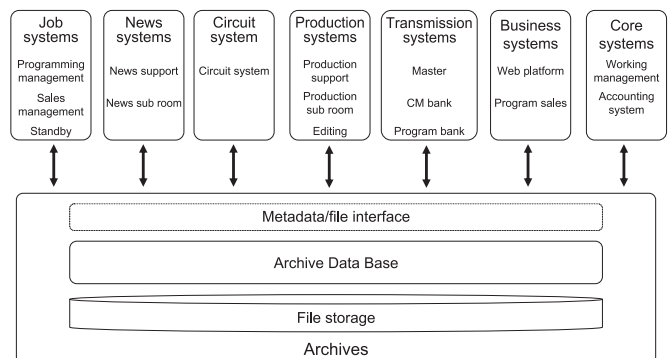 Job
systems
Programming
management
Sales
management
Standby
News
systems
News support
News sub room
Circuit
system
Circuit system
Production
systems
Production
support
Production
sub room
Editing
Transmission
systems
Master
CM bank
Program bank
Business
systems
Web platform
Program sales
Core
systems
Working
management
Accounting
system
Metadata/file interface
Archive Data Base
File storage
Archives